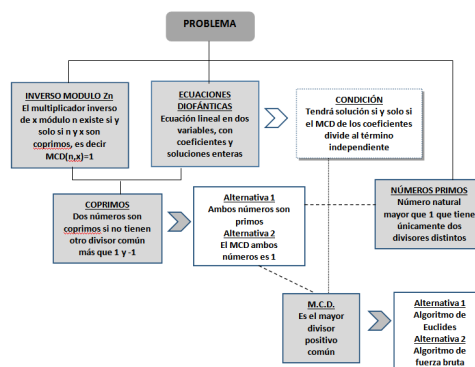 PROBLEMA
INVERSO MODULO Zn
El multiplicador inverso
de x módulo n existe si y
solo si n y x son
coprimos, es decir
MCD(n,x)=1
ECUACIONES
DIOFÁNTICAS
Ecuación lineal en dos
variables, con
coeficientes y
soluciones enteras
CONDICIÓN
Tendrá solución si y solo si
el MCD de los coeficientes
divide al término
independiente
COPRIMOS
Dos números son
coprimos si no tienen
otro divisor común
más que 1 y -1
Alternativa 1
Ambos números son
primos
Alternativa 2
El MCD ambos
números es 1
NÚMEROS PRIMOS
Número natural
mayor que 1 que tiene
únicamente dos
divisores distintos
M.C.D.
Es el mayor
divisor
positivo
común
Alternativa 1
Algoritmo de
Euclides
Alternativa 2
Algoritmo de
fuerza bruta